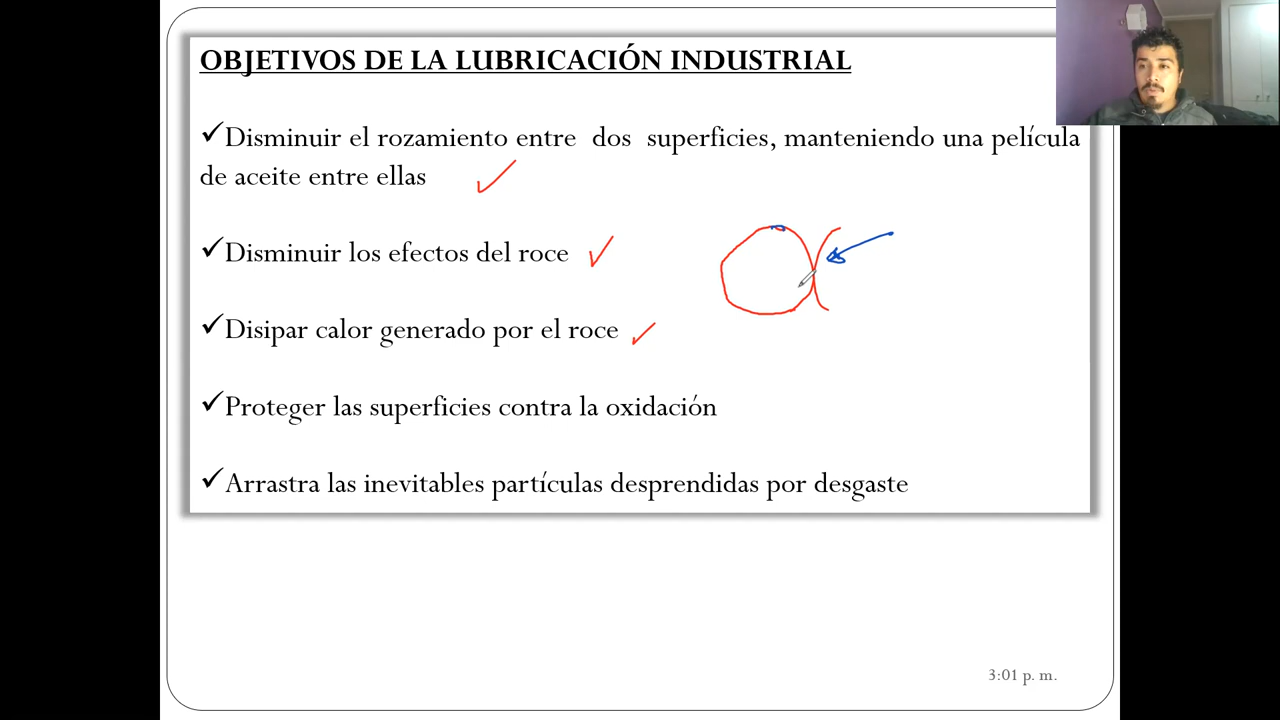 OBJETIVOS DE LA LUBRICACIÓN INDUSTRIAL
✓Disminuir el rozamiento entre dos superficies, manteniendo una película
de aceite entre ellas
✓Disminuir los efectos del roce
✓Disipar calor generado por el roce
✓Proteger las superficies contra la oxidación
✓Arrastra las inevitables partículas desprendidas por desgaste
3:01 p. m.